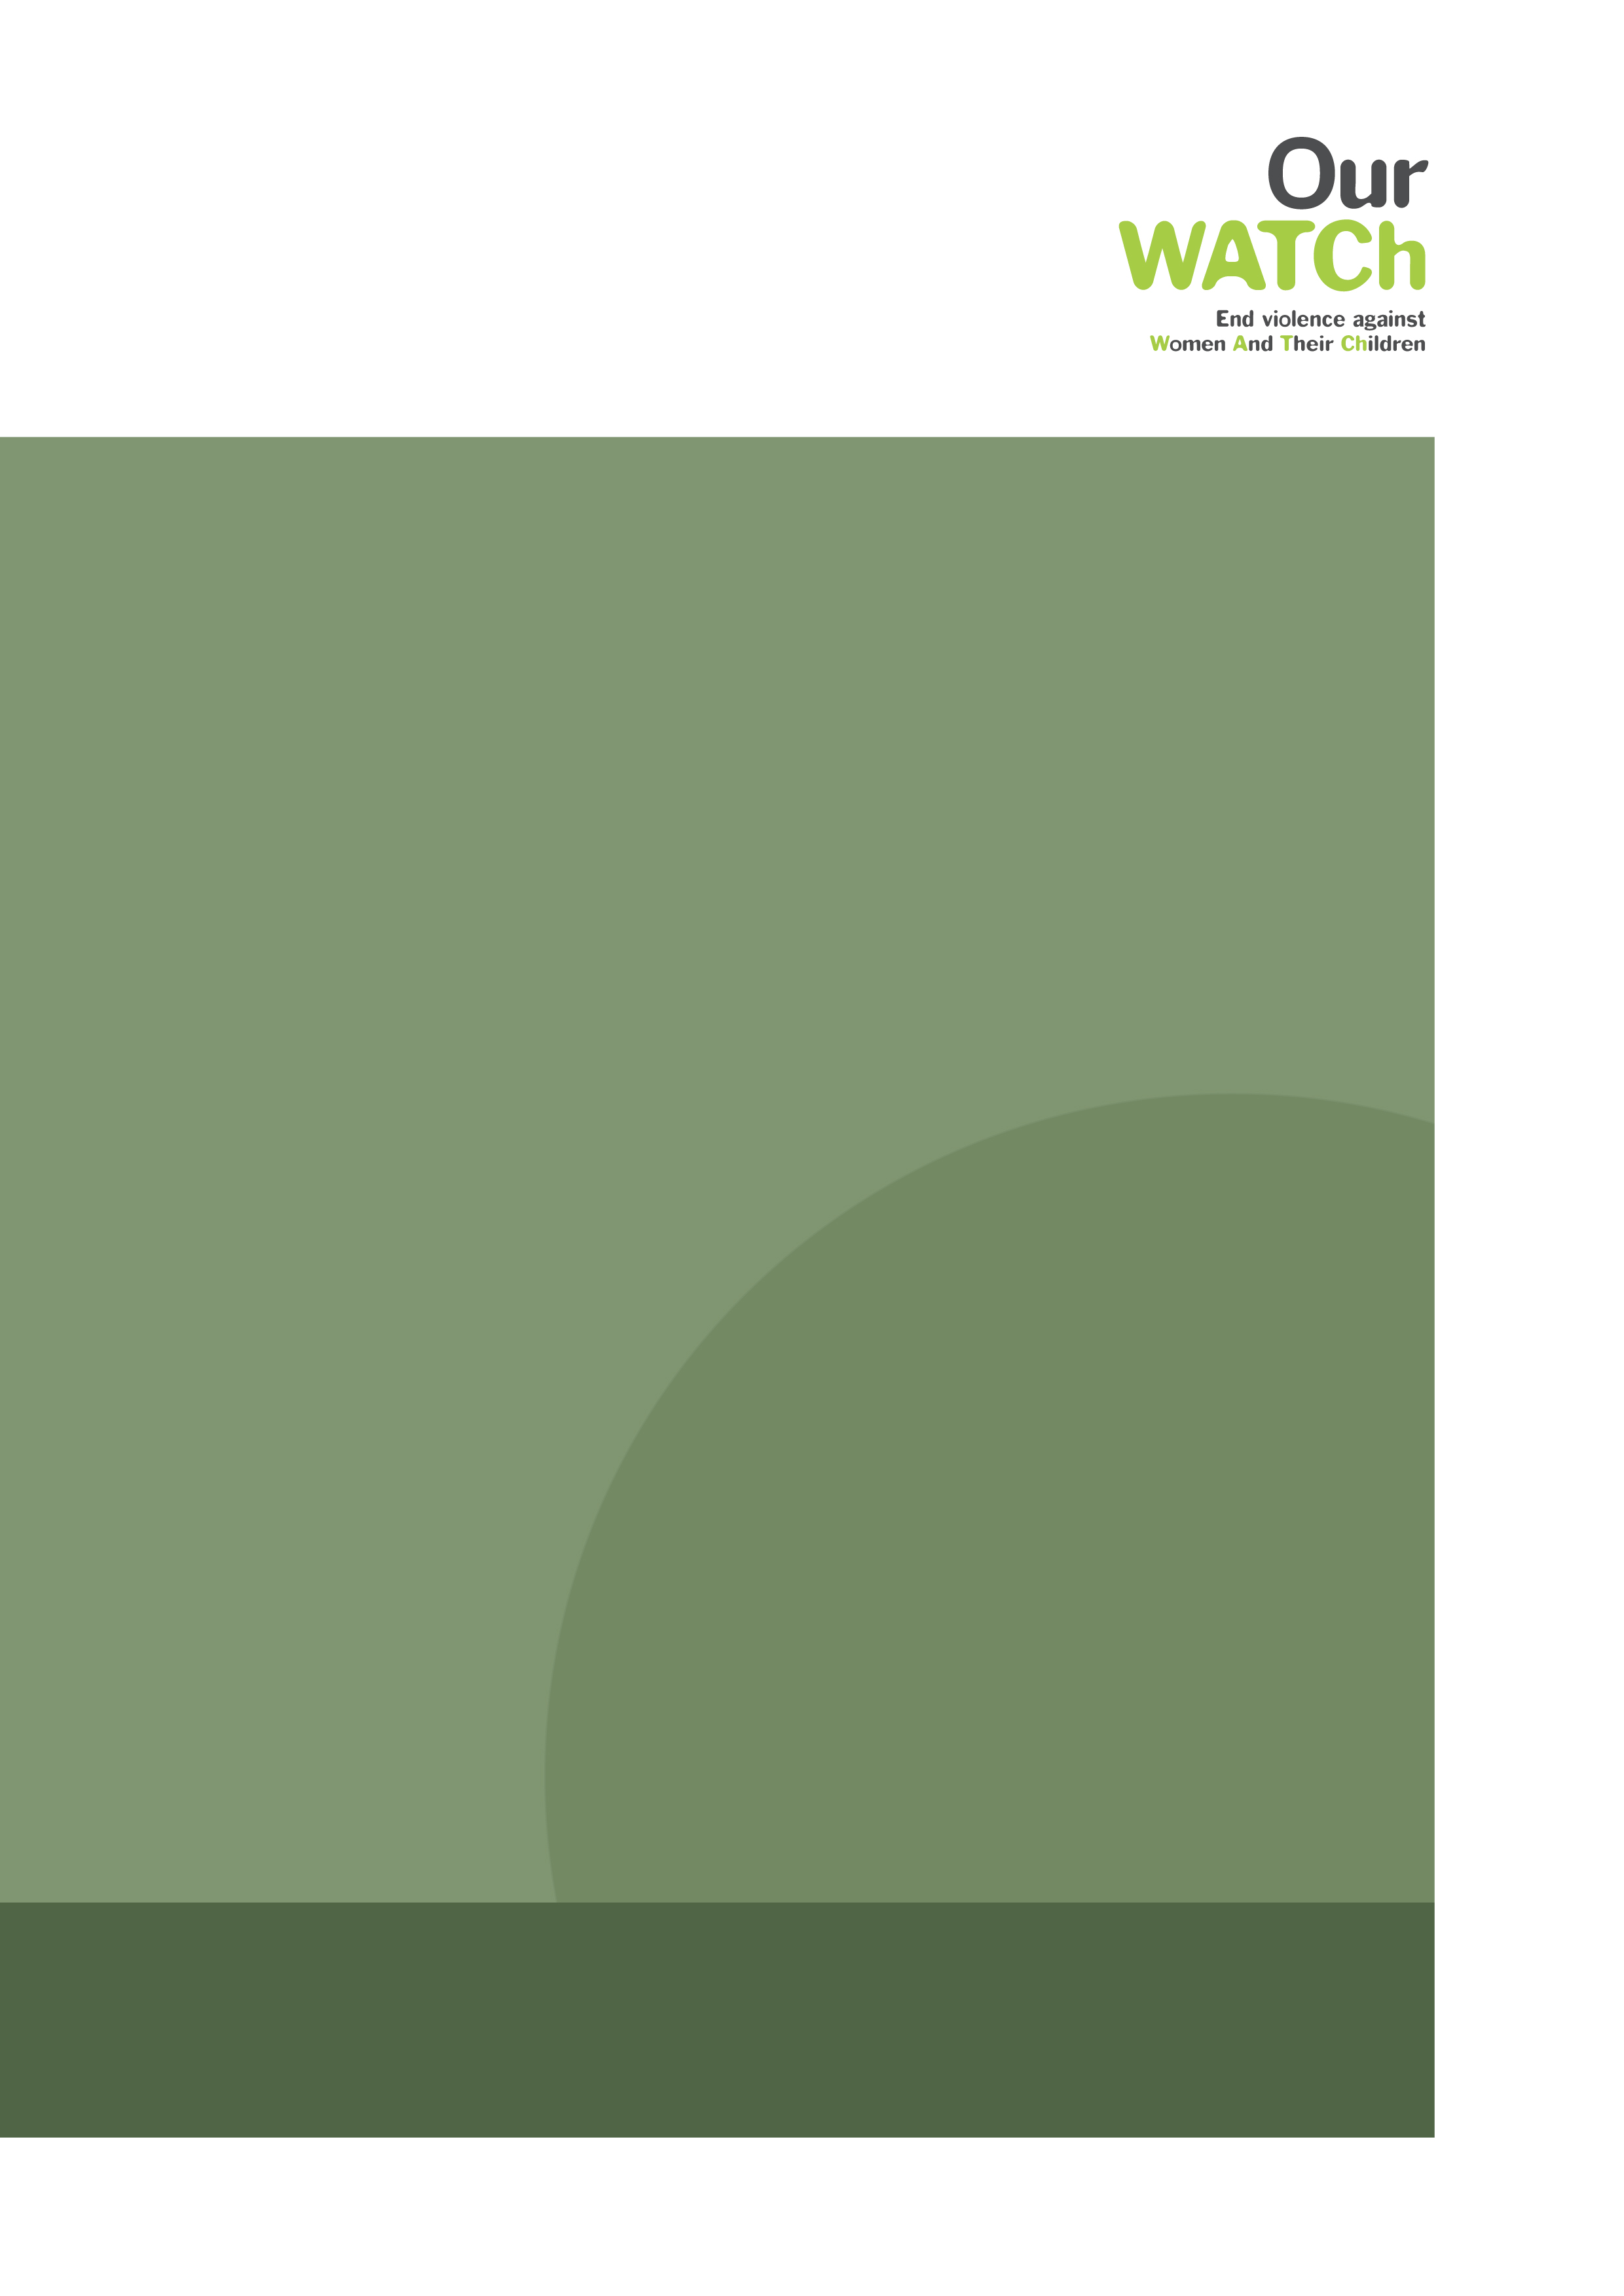 Our
WATCh
End violence against
Women And Their Children